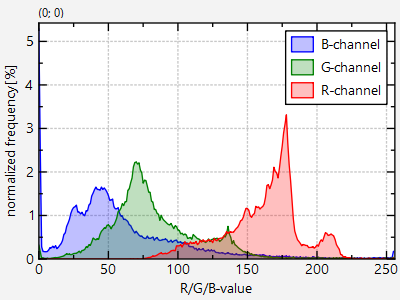 (0; 0)
5
4
3
2
1
0
normalized frequency [%]
B-channel
G-channel
R-channel
0 50 100 150 200 250
R/G/B-value